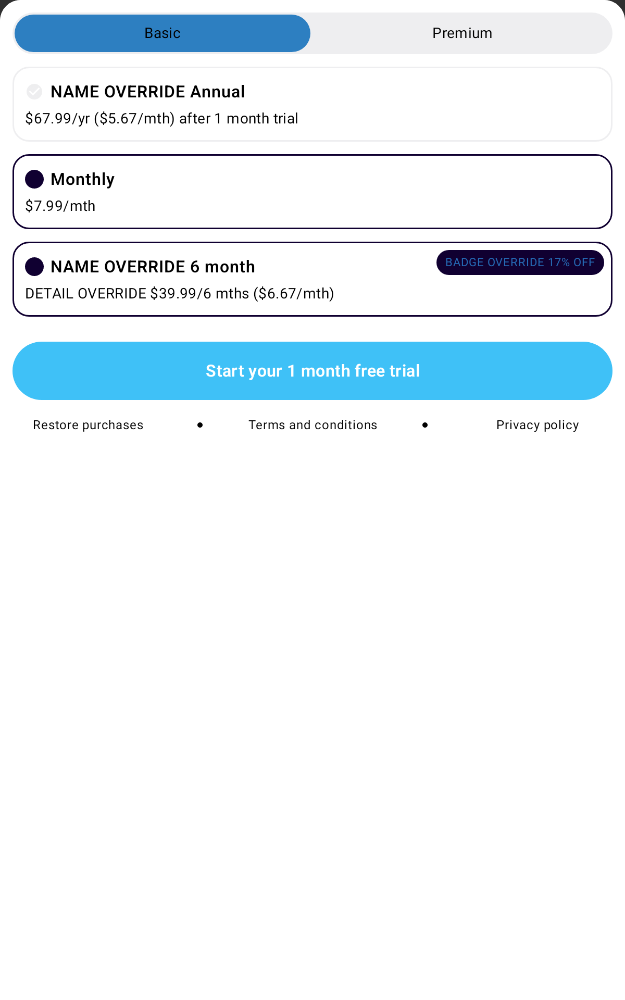 Basic
Premium
NAME OVERRIDE Annual
$67.99/yr ($5.67/mth) after 1 month trial
Monthly
$7.99/mth
NAME OVERRIDE 6 month
BADGE OVERRIDE 17% OFF
DETAIL OVERRIDE $39.99/6 mths ($6.67/mth)
Start your 1 month free trial
Restore purchases
Terms and conditions
Privacy policy